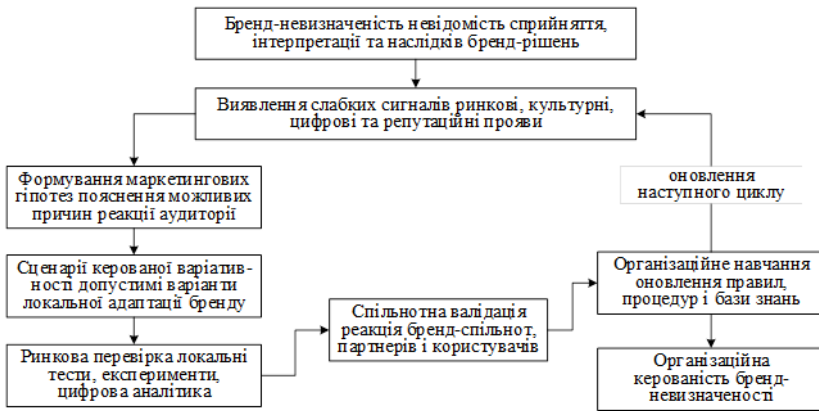 Бренд-невизначеність невідомість сприйняття,
інтерпретації та наслідків бренд-рішень
Виявлення слабких сигналів ринкові, культурні,
цифрові та репутаційні прояви
Формування маркетингових
гіпотез пояснення можливих
причин реакції аудиторії
оновлення
наступного циклу
Сценарії керованої варіатив-
ності допустимі варіанти
локальної адаптації бренду
Організаційне навчання
оновлення правил,
процедур і бази знань
Спільнотна валідація
реакція бренд-спільнот,
партнерів і користувачів
Ринкова перевірка локальні
тести, експерименти,
цифрова аналітика
Організаційна
керованість бренд-
невизначеності